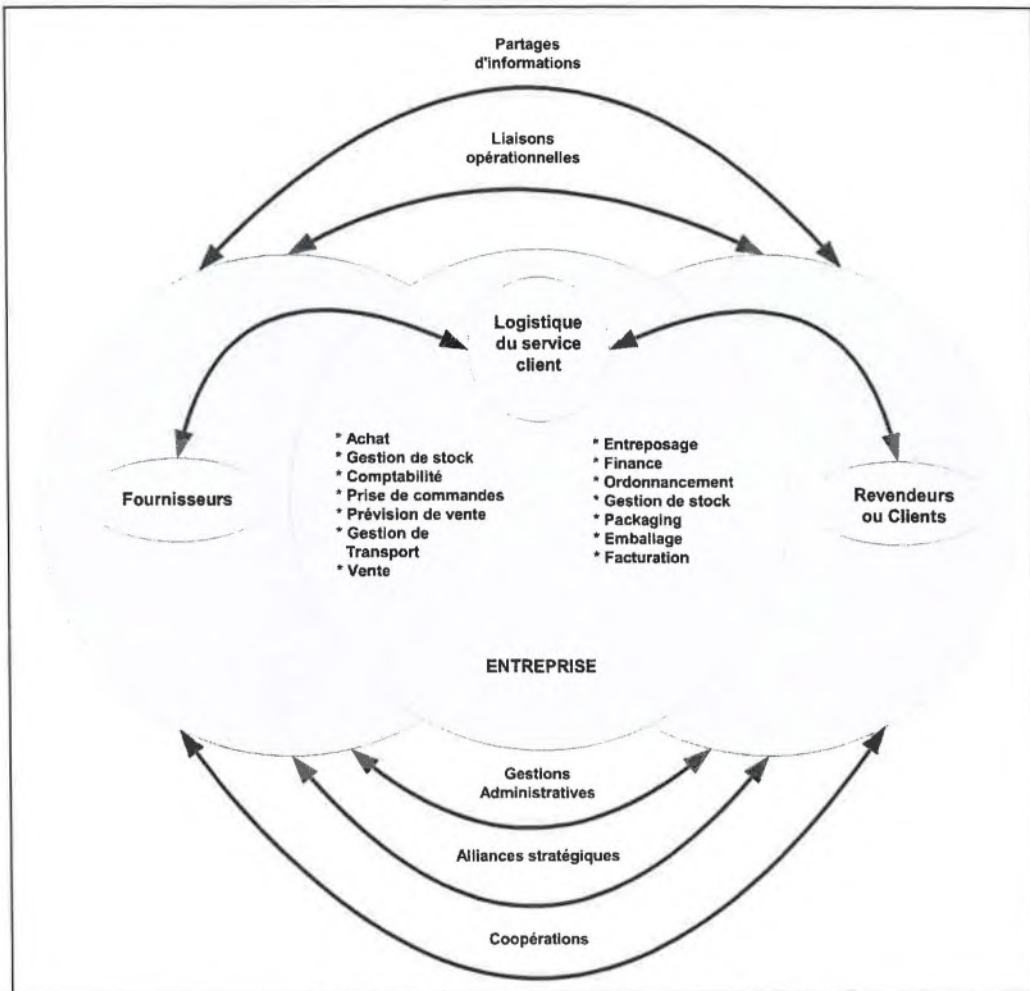 Partages
d'informations
Liaisons
opérationnelles
Logistique
du service
client
Fournisseurs
* Achat
* Gestion de stock
* Comptabilité
* Prise de commandes
* Prévision de vente
* Gestion de
Transport
* Vente
* Entreposage
* Finance
* Ordonnancement
* Gestion de stock
* Packaging
* Emballage
* Facturation
Revendeurs
ou Clients
ENTREPRISE
Gestions
Administratives
Alliances stratégiques
Coopérations